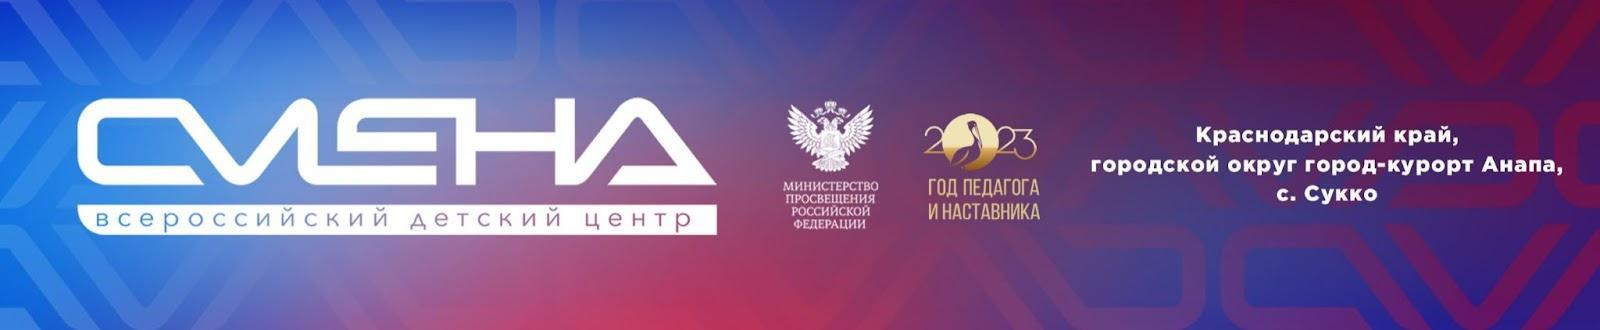 СМЕНА
всероссийский детский центр
МИНИСТЕРСТВО
ПРОСВЕЩЕНИЯ
РОССИЙСКОЙ
ФЕДЕРАЦИИ
2023
ГОД ПЕДАГОГА
И НАСТАВНИКА
Краснодарский край,
городской округ город-курорт Анапа,
с. Сукко